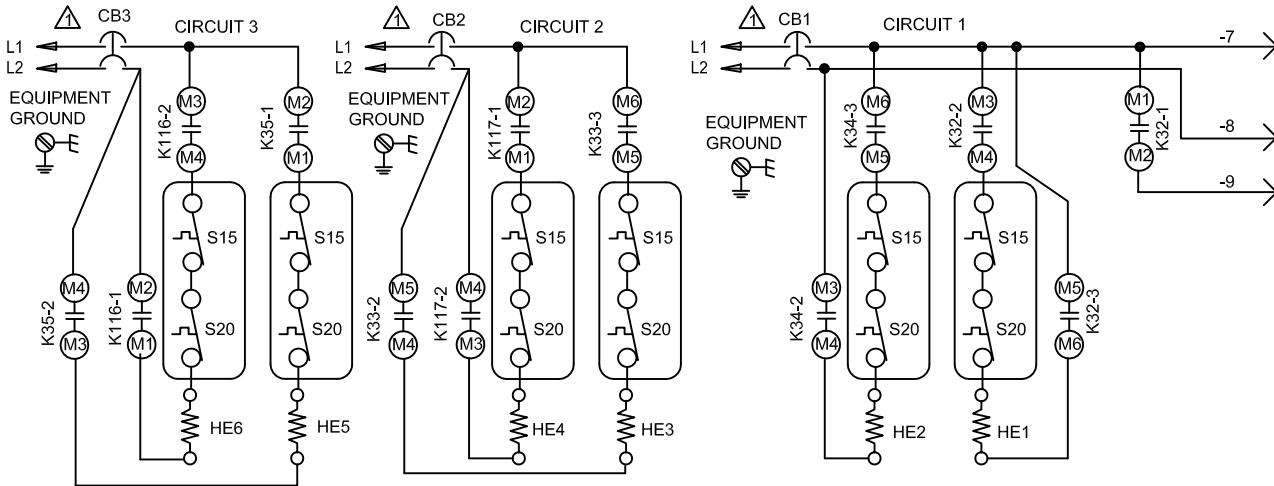 1 CB3 CIRCUIT 3
L1
L2
EQUIPMENT
GROUND
M3
K116-2
M4
M2
K35-1
M1
S15
S15
S20
S20
M4
K35-2
M3
M2
K116-1
M1
HE6
HE5
1 CB2 CIRCUIT 2
L1
L2
EQUIPMENT
GROUND
M2
K117-1
M1
M6
K33-3
M5
S15
S15
S20
S20
M5
K33-2
M4
M4
K117-2
M3
HE4
HE3
1 CB1 CIRCUIT 1
L1
L2
-7
-8
-9
EQUIPMENT
GROUND
K34-3
M6
M5
K32-2
M3
M4
M1
K32-1
M2
S15
S15
S20
S20
M3
K34-2
M4
M5
K32-3
M6
HE2
HE1